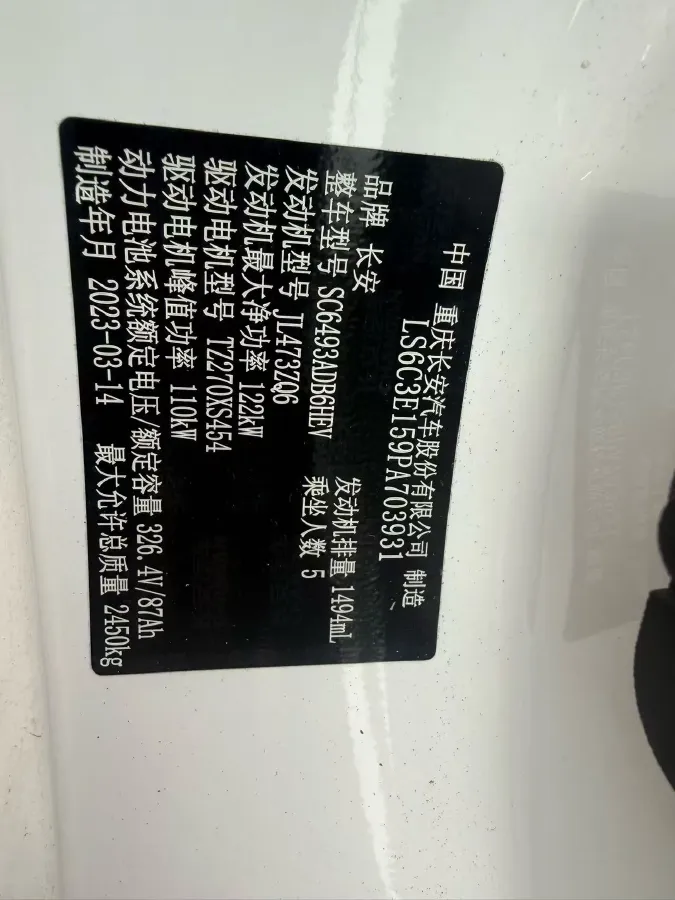 中国 重庆长安汽车股份有限公司 制造
LS6C3E159PA703931
品牌 长安
整车型号 SC6493ADB6HEV 发动机排量 1494mL
发动机型号 JL473ZQ6 乘坐人数 5
发动机最大净功率 122kW
驱动电机型号 TZ270XS454
驱动电机峰值功率 110kW
动力电池系统额定电压/额定容量 326.4V/87Ah
制造年月 2023-03-14 最大允许总质量 2450kg